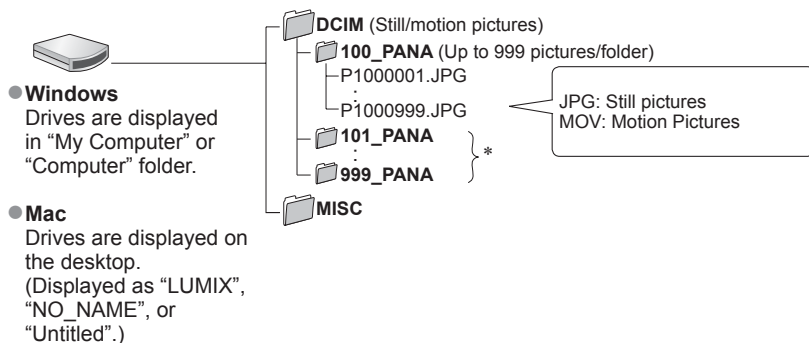 DCIM (Still/motion pictures)
100_PANA (Up to 999 pictures/folder)
P1000001.JPG
:
P1000999.JPG
JPG: Still pictures
MOV: Motion Pictures
101_PANA
:
999_PANA
*
MISC
●Windows
Drives are displayed
in “My Computer” or
“Computer” folder.
●Mac
Drives are displayed on
the desktop.
(Displayed as “LUMIX”,
“NO_NAME”, or
“Untitled”.)